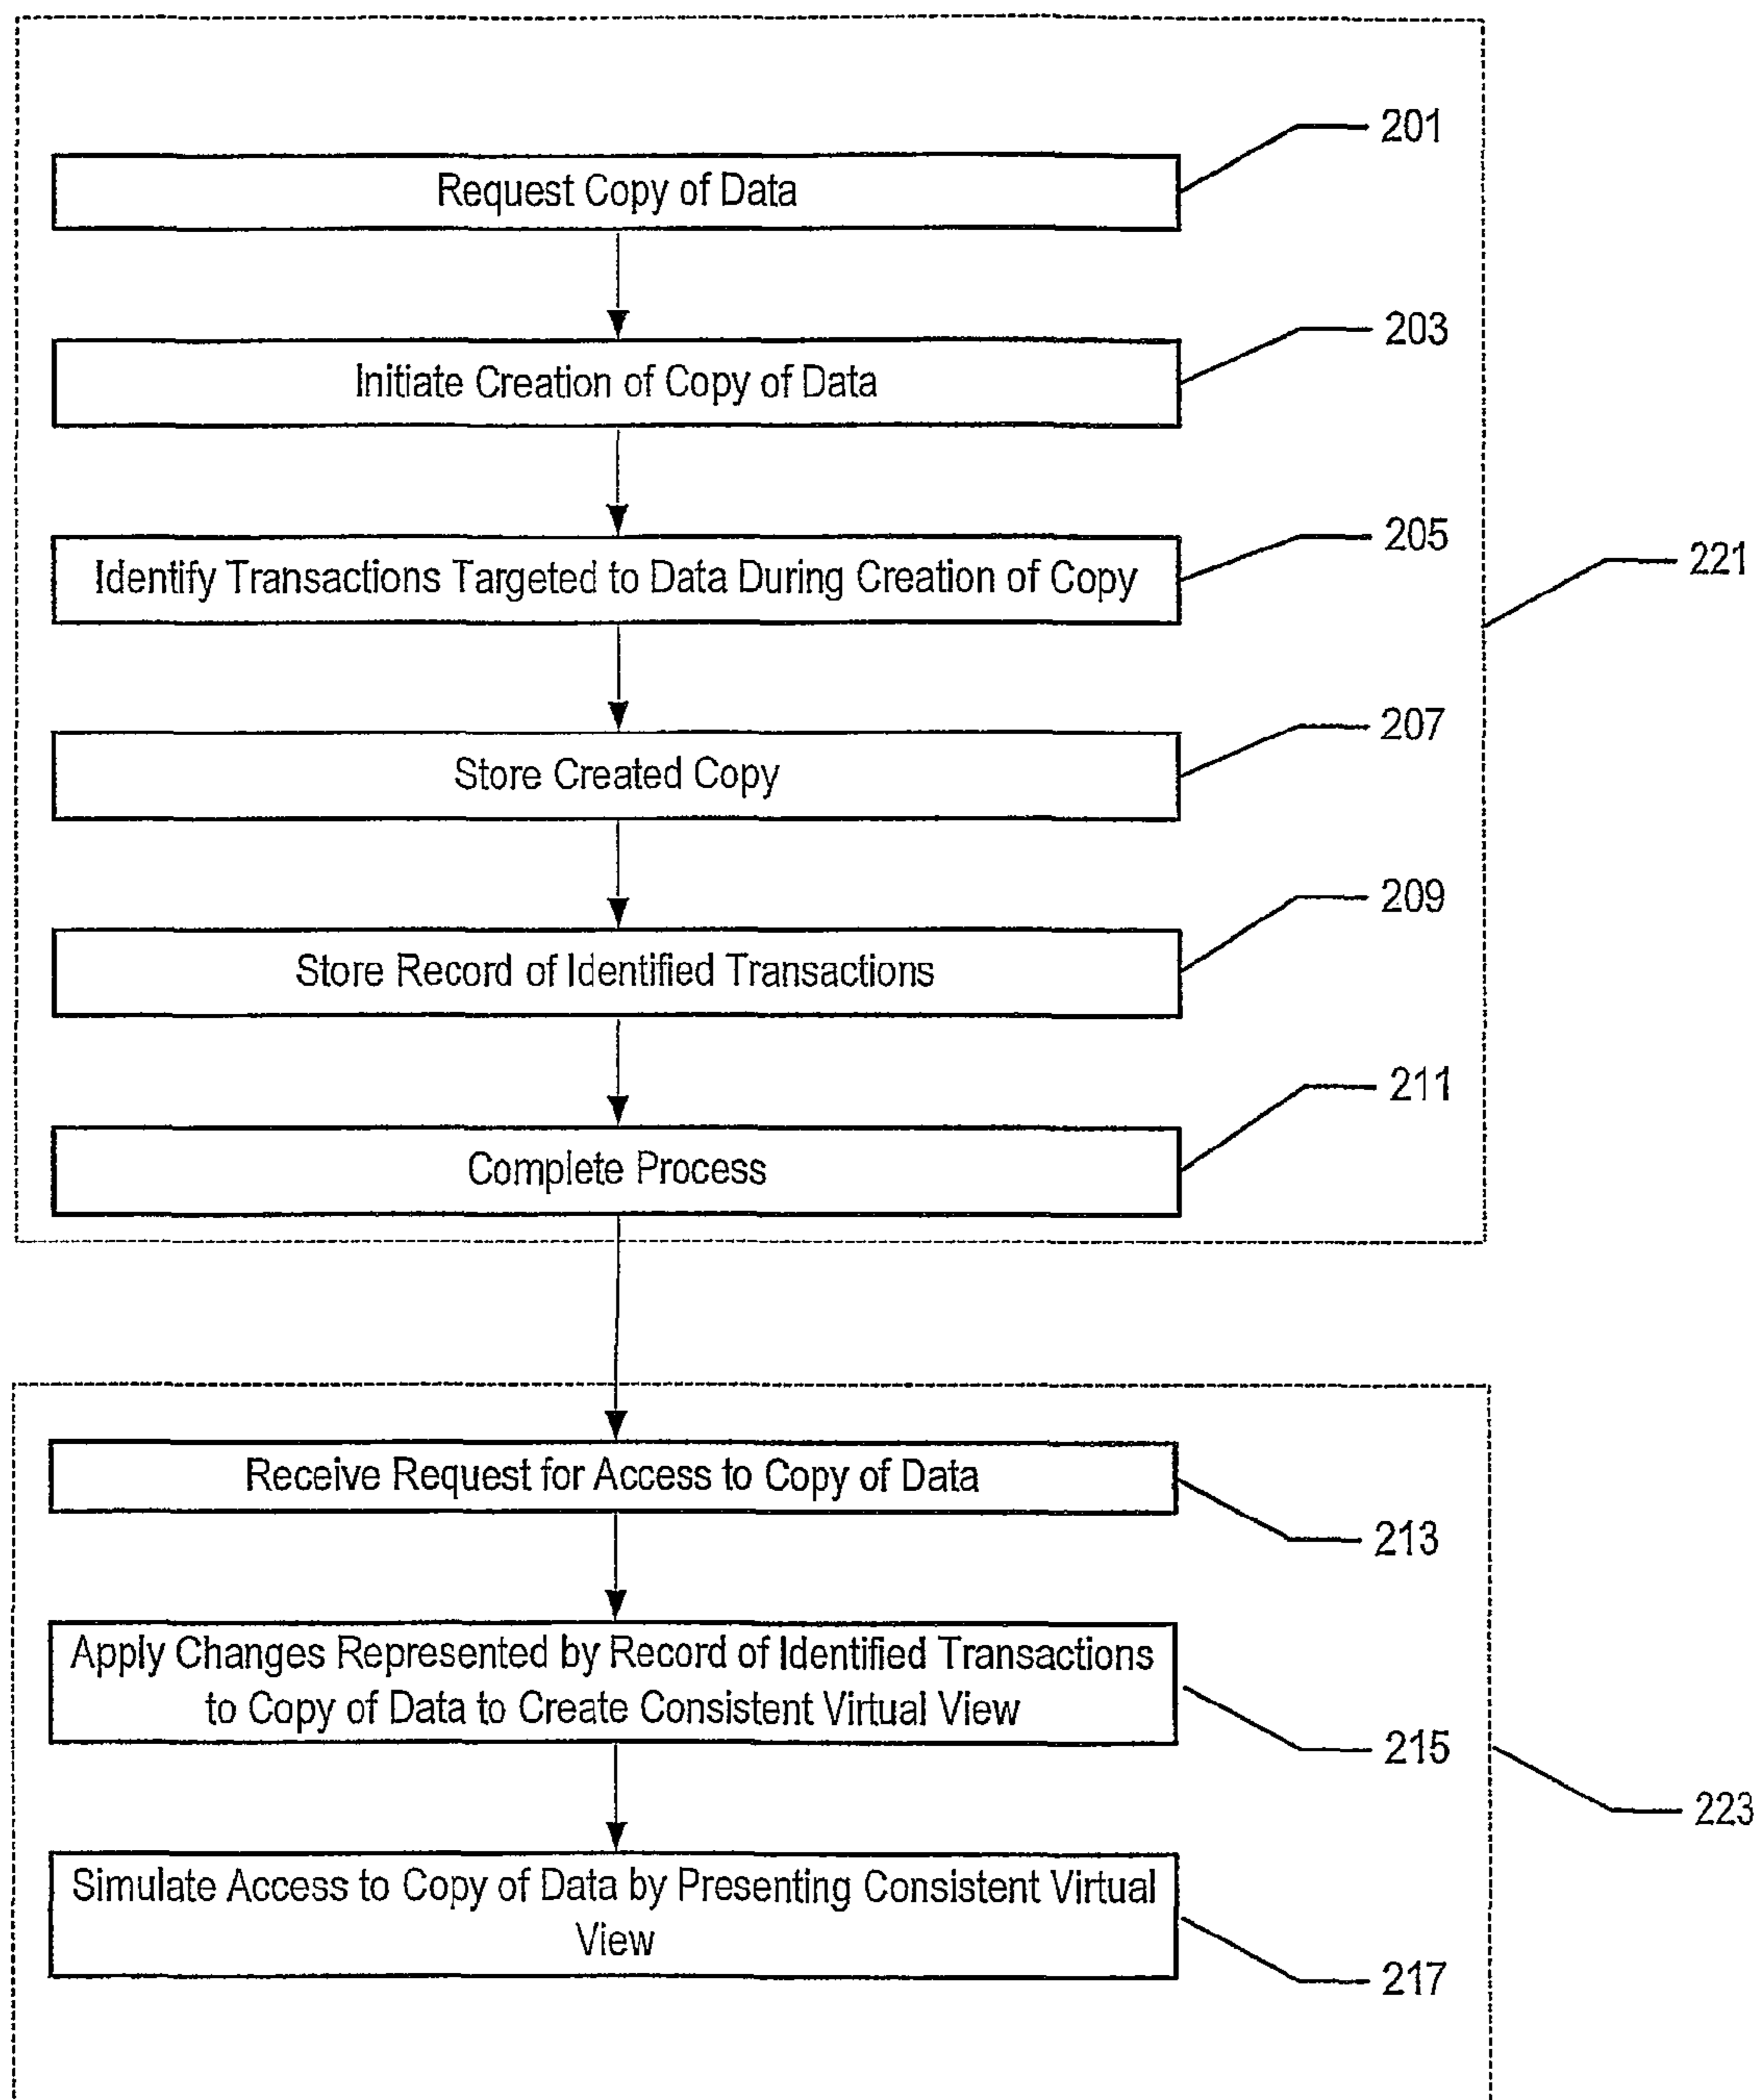 201
Request Copy of Data
203
Initiate Creation of Copy of Data
205
Identify Transactions Targeted to Data During Creation of Copy
221
207
Store Created Copy
209
Store Record of Identified Transactions
211
Complete Process
Receive Request for Access to Copy of Data
213
Apply Changes Represented by Record of Identified Transactions
to Copy of Data to Create Consistent Virtual View
215
223
Simulate Access to Copy of Data by Presenting Consistent Virtual
View
217